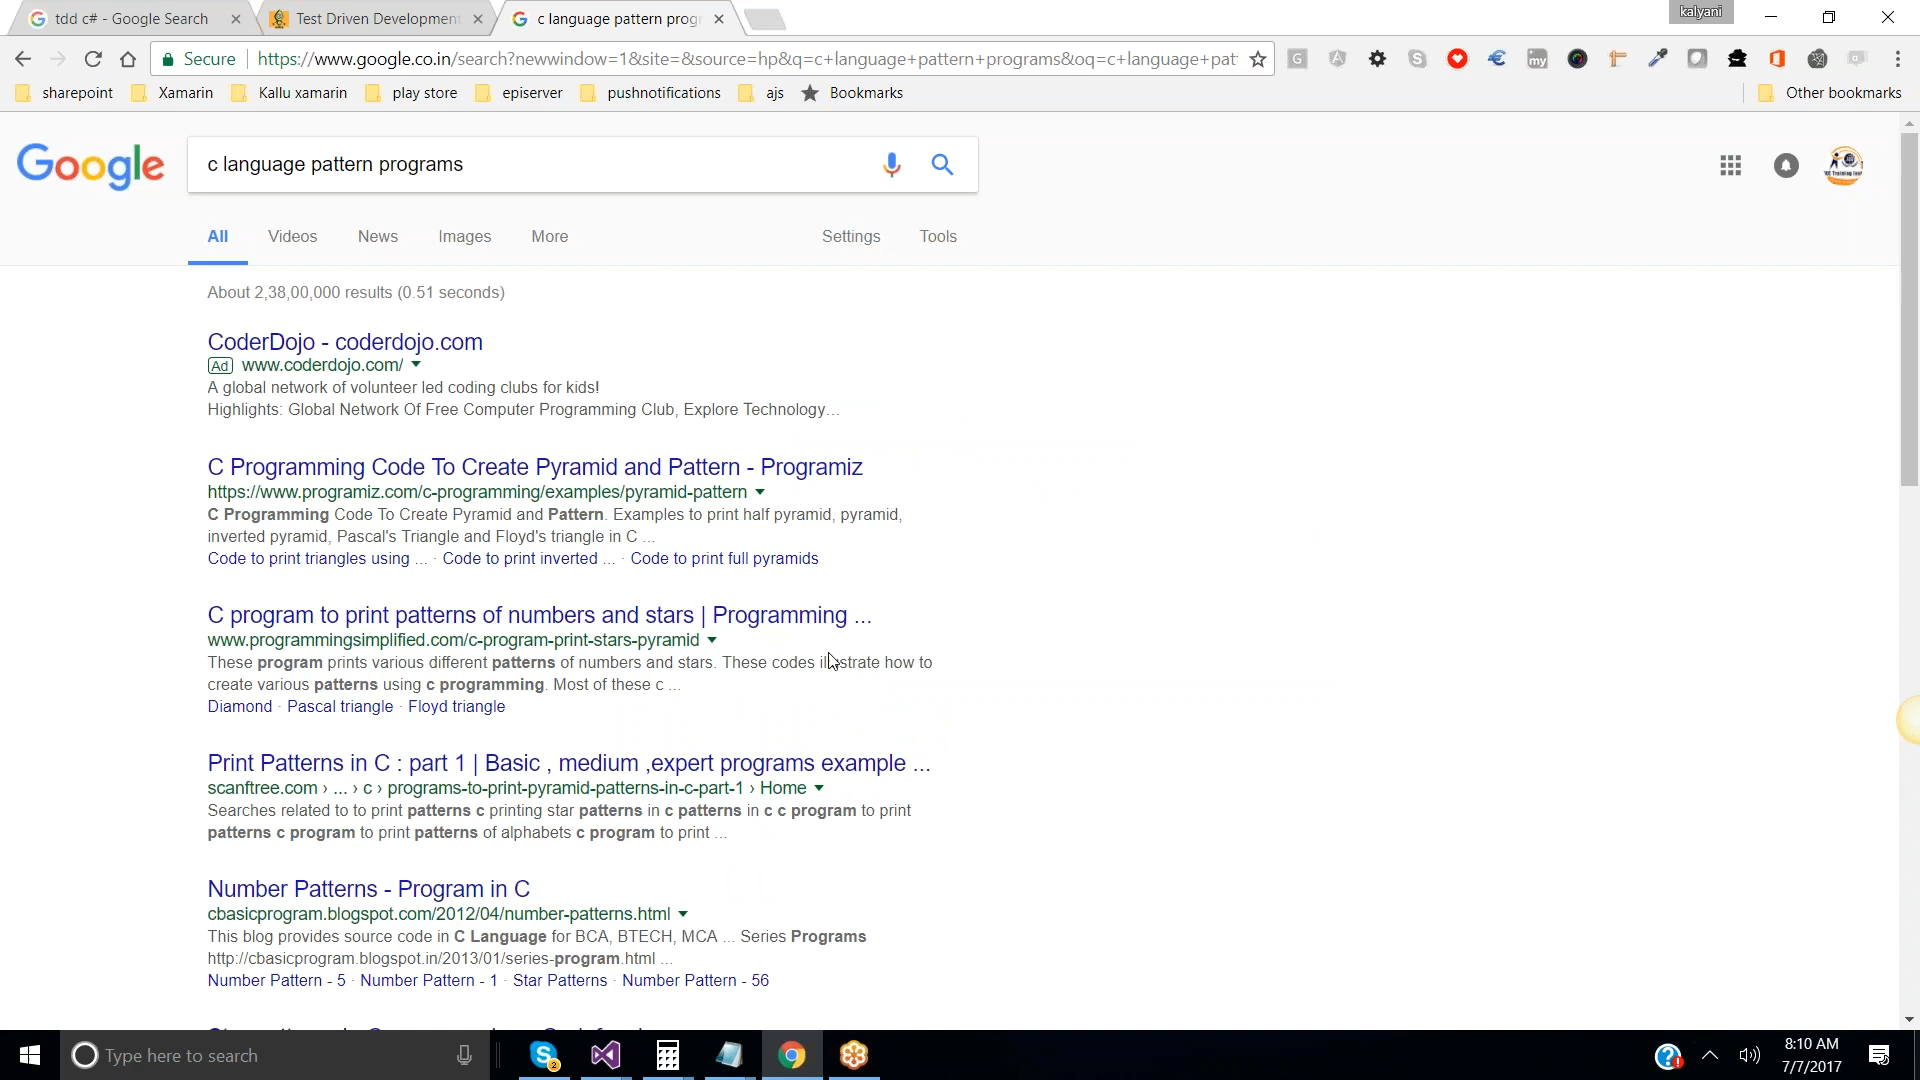 tdd c# - Google Search
Test Driven Development
c language pattern prog
kalyani
Secure
https://www.google.co.in/search?newwindow=1&site=&source=hp&q=c+language+pattern+programs&oq=c+language+pat
sharepoint
Xamarin
Kallu xamarin
play store
episerver
pushnotifications
ajs
Bookmarks
Other bookmarks
Google
c language pattern programs
All
Videos
News
Images
More
Settings
Tools
About 2,38,00,000 results (0.51 seconds)
CoderDojo - coderdojo.com
Ad www.coderdojo.com/
A global network of volunteer led coding clubs for kids!
Highlights: Global Network Of Free Computer Programming Club, Explore Technology...
C Programming Code To Create Pyramid and Pattern - Programiz
https://www.programiz.com/c-programming/examples/pyramid-pattern
C Programming Code To Create Pyramid and Pattern. Examples to print half pyramid, pyramid,
inverted pyramid, Pascal's Triangle and Floyd's triangle in C ...
Code to print triangles using ... · Code to print inverted ... · Code to print full pyramids
C program to print patterns of numbers and stars | Programming ...
www.programmingsimplified.com/c-program-print-stars-pyramid
These program prints various different patterns of numbers and stars. These codes illustrate how to
create various patterns using c programming. Most of these c ...
Diamond · Pascal triangle · Floyd triangle
Print Patterns in C : part 1 | Basic , medium ,expert programs example ...
scanftree.com › ... › c › programs-to-print-pyramid-patterns-in-c-part-1 › Home
Searches related to to print patterns c printing star patterns in c patterns in c c program to print
patterns c program to print patterns of alphabets c program to print ...
Number Patterns - Program in C
cbasicprogram.blogspot.com/2012/04/number-patterns.html
This blog provides source code in C Language for BCA, BTECH, MCA ... Series Programs
http://cbasicprogram.blogspot.in/2013/01/series-program.html ...
Number Pattern - 5 · Number Pattern - 1 · Star Patterns · Number Pattern - 56
Type here to search
8:10 AM
7/7/2017